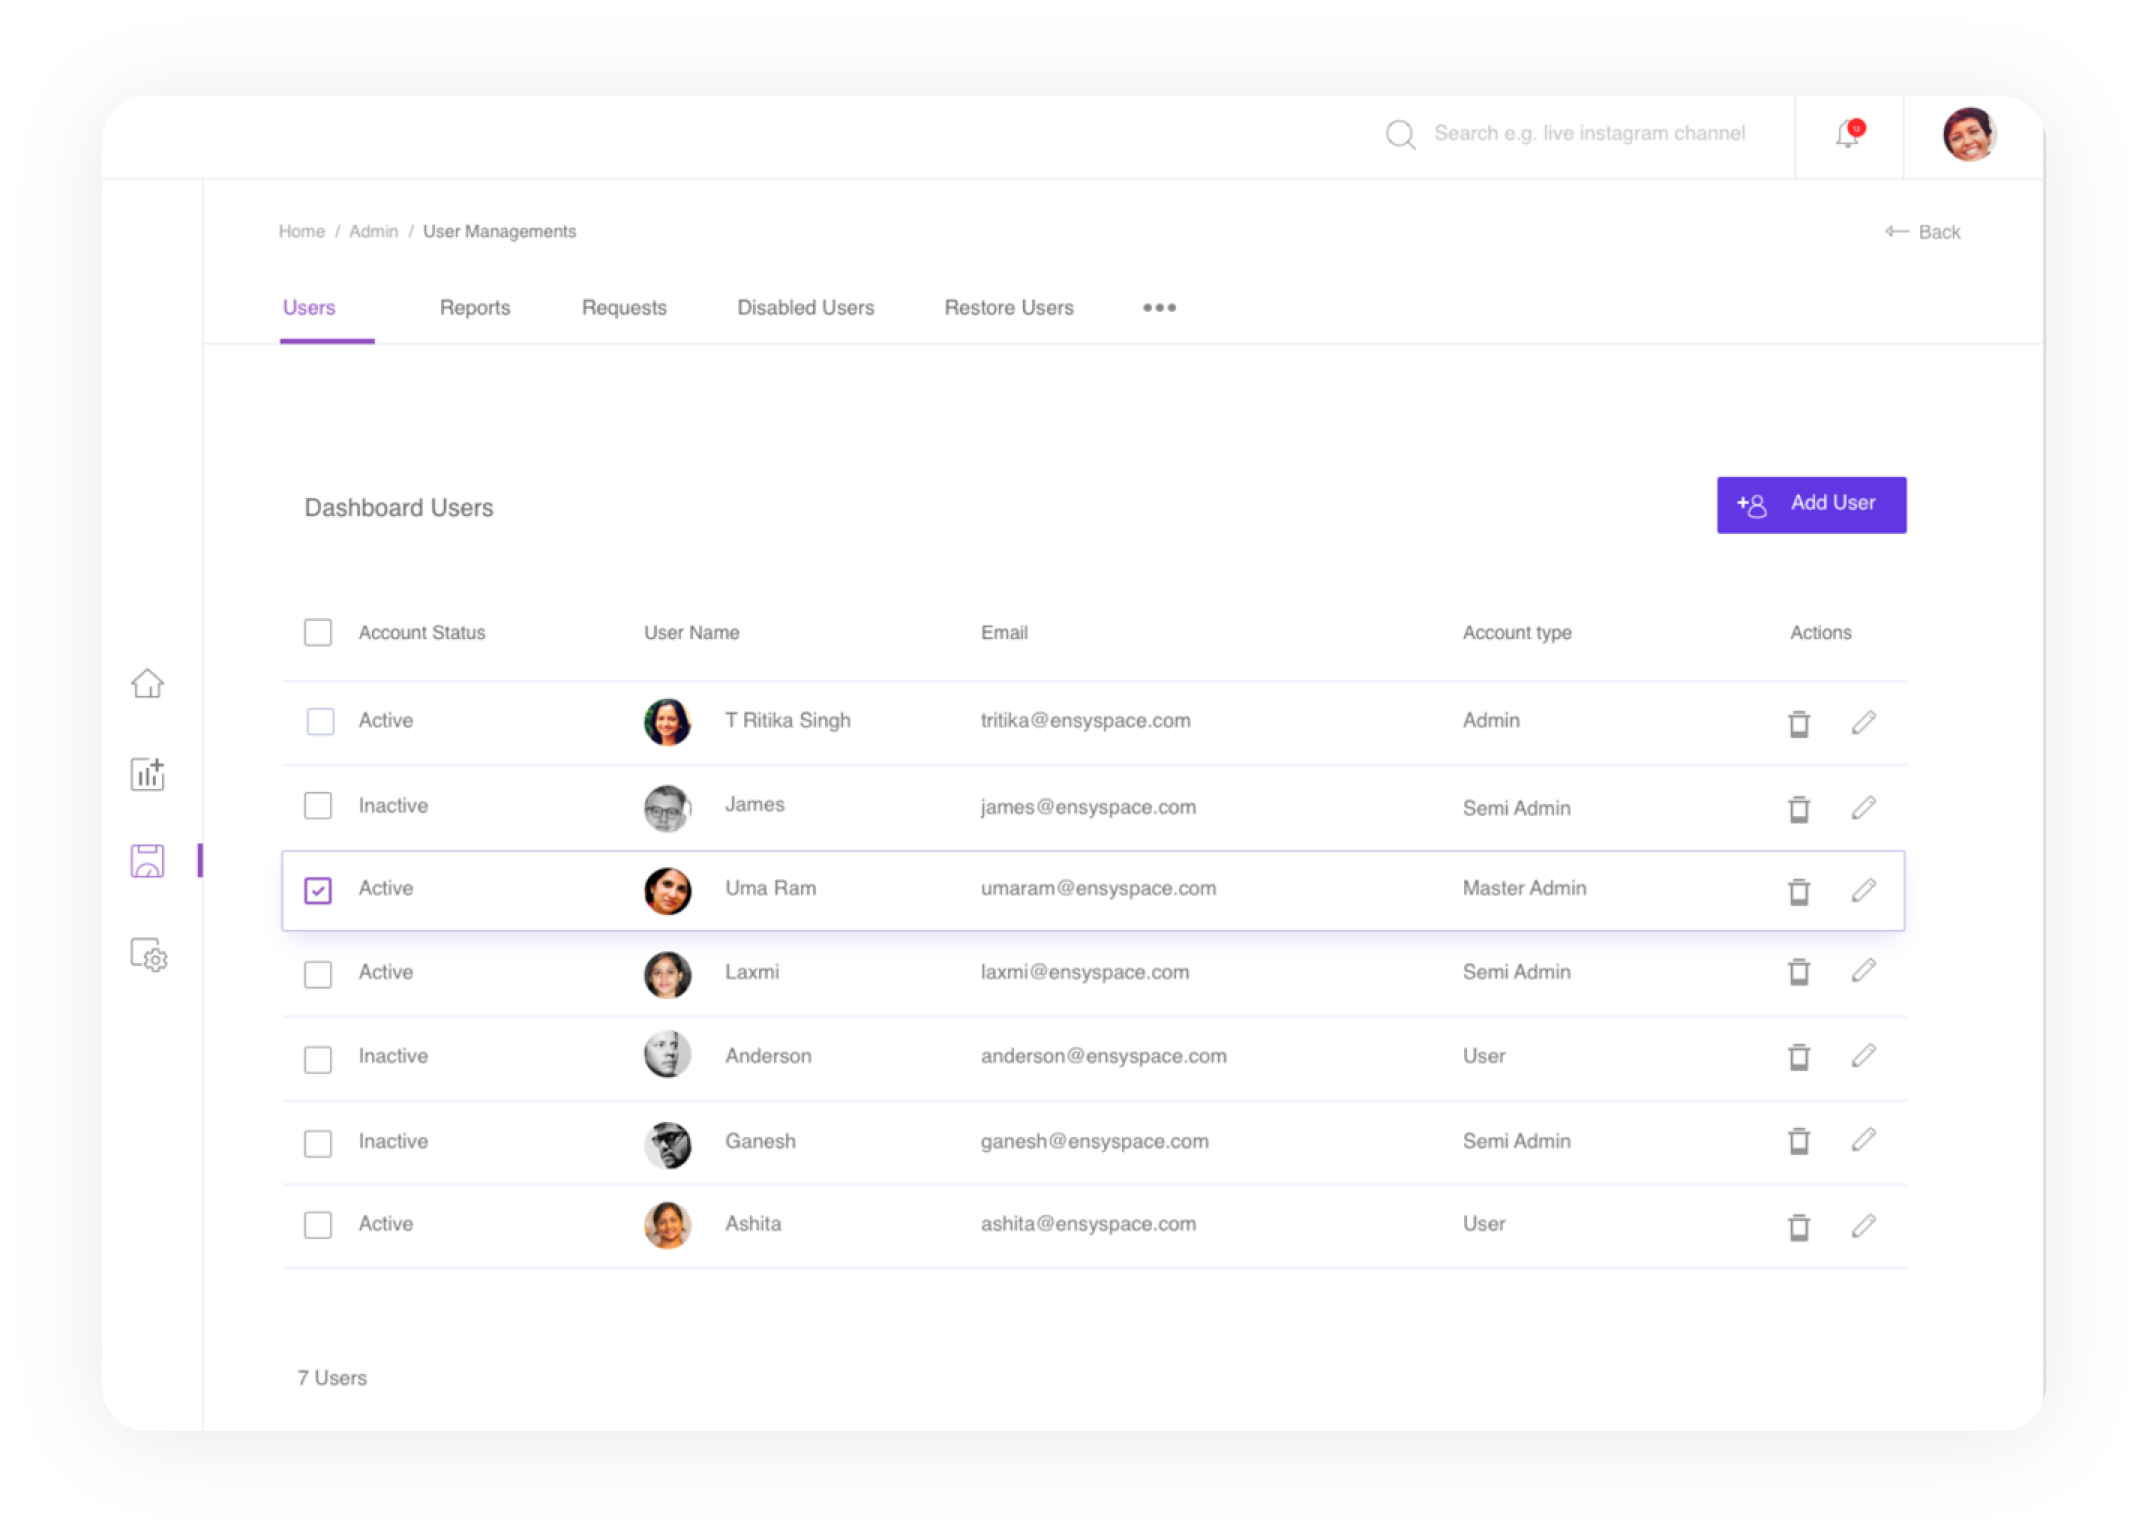 Search e.g. live instagram channel
12
Home / Admin / User Managements
Back
Users Reports Requests Disabled Users Restore Users
Dashboard Users
Add User
Account Status User Name Email Account type Actions
Active T Ritika Singh tritika@ensyspace.com Admin
Inactive James james@ensyspace.com Semi Admin
Active Uma Ram umaram@ensyspace.com Master Admin
Active Laxmi laxmi@ensyspace.com Semi Admin
Inactive Anderson anderson@ensyspace.com User
Inactive Ganesh ganesh@ensyspace.com Semi Admin
Active Ashita ashita@ensyspace.com User
7 Users